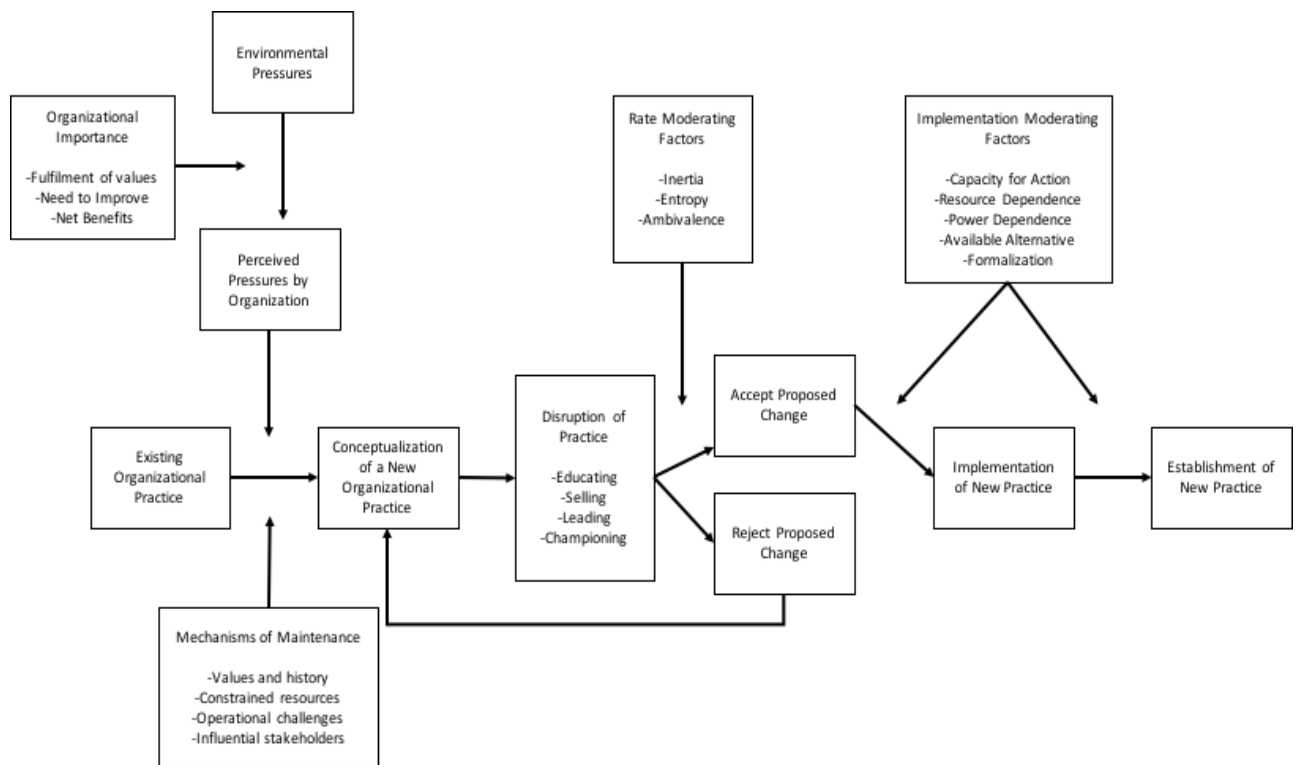 Environmental
Pressures
Organizational
Importance
-Fulfilment of values
-Need to Improve
-Net Benefits
Perceived
Pressures by
Organization
Rate Moderating
Factors
-Inertia
-Entropy
-Ambivalence
Implementation Moderating
Factors
-Capacity for Action
-Resource Dependence
-Power Dependence
-Available Alternative
-Formalization
Existing
Organizational
Practice
Conceptualization
of a New
Organizational
Practice
Disruption of
Practice
-Educating
-Selling
-Leading
-Championing
Accept Proposed
Change
Reject Proposed
Change
Implementation
of New Practice
Establishment of
New Practice
Mechanisms of Maintenance
-Values and history
-Constrained resources
-Operational challenges
-Influential stakeholders